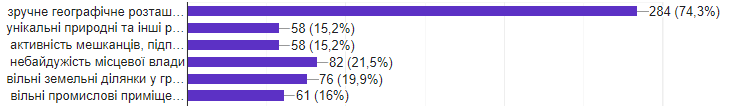 зручне географічне розташ… 284 (74,3%)
унікальні природні та інші р… 58 (15,2%)
активність мешканців, підп… 58 (15,2%)
небайдужість місцевої влади 82 (21,5%)
вільні земельні ділянки у гр… 76 (19,9%)
вільні промислові приміще… 61 (16%)